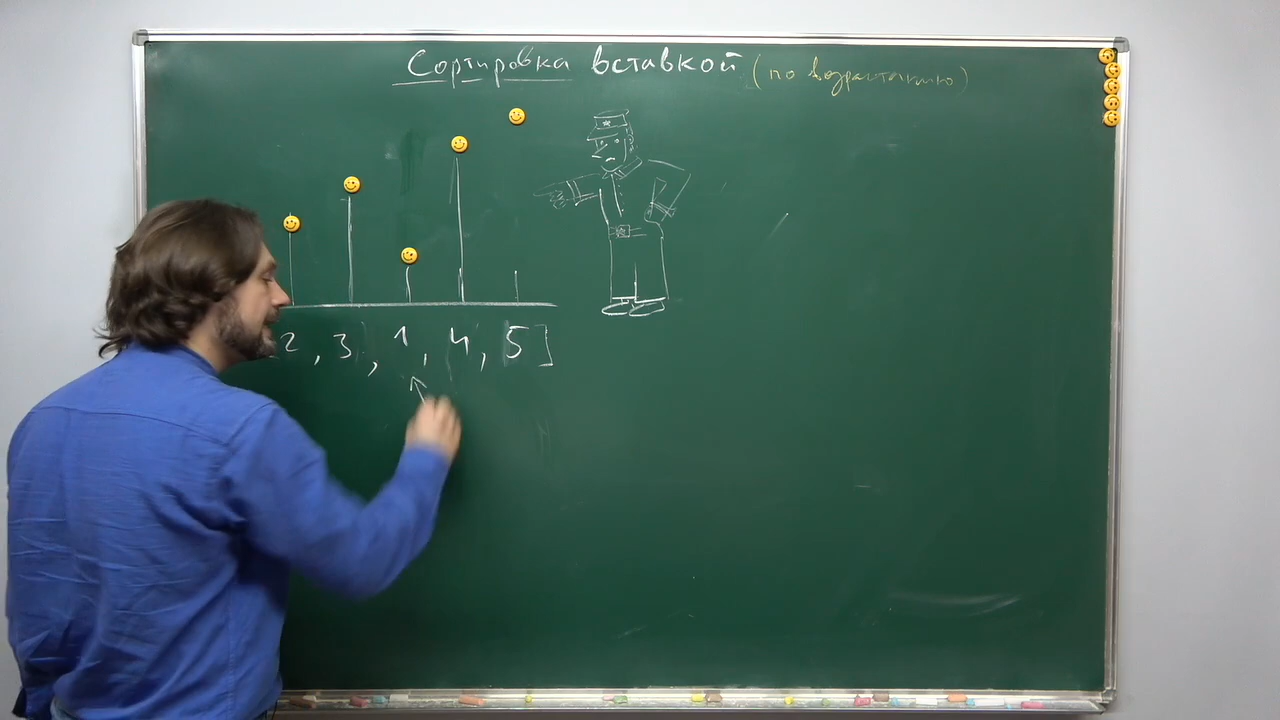 Сортировка вставкой (по возрастанию)
2, 3, 1, 4, 5]